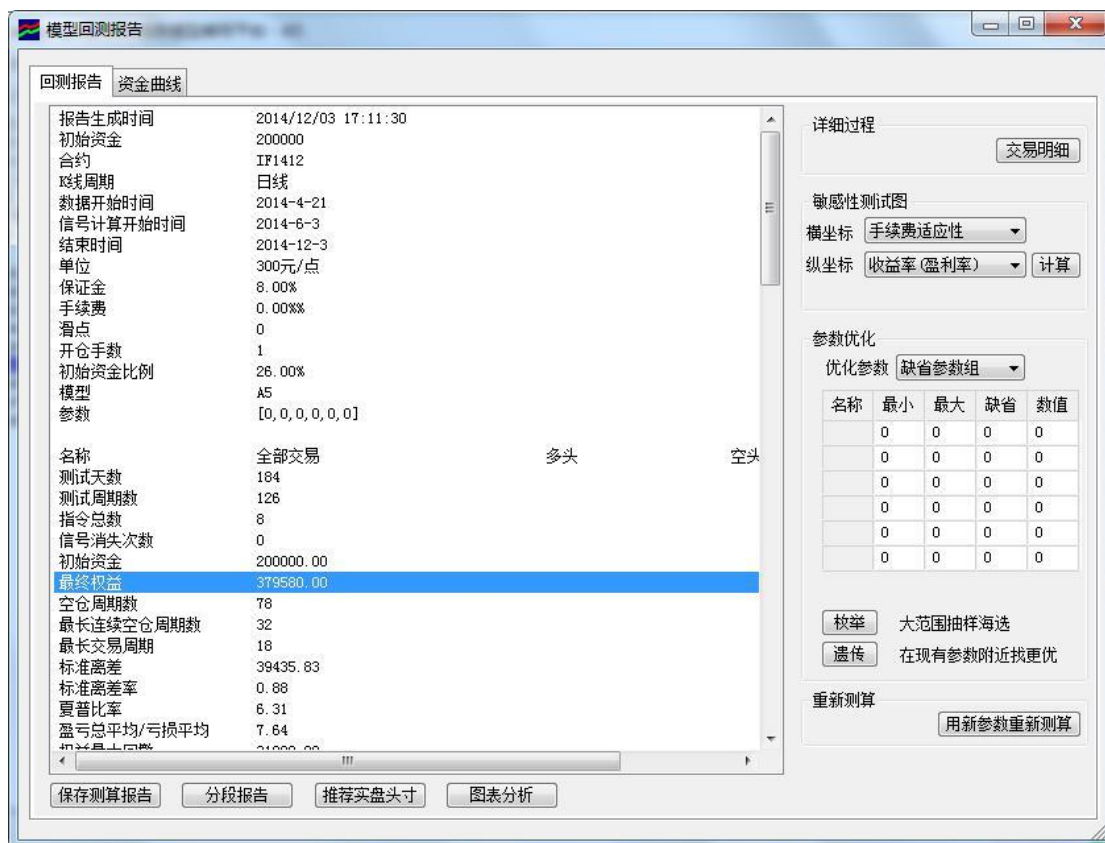 模型回测报告
回测报告 资金曲线
报告生成时间 2014/12/03 17:11:30
初始资金 200000
合约 IF1412
K线周期 日线
数据开始时间 2014-4-21
信号计算开始时间 2014-6-3
结束时间 2014-12-3
单位 300元/点
保证金 8.00%
手续费 0.00%%
滑点 0
开仓手数 1
初始资金比例 26.00%
模型 A5
参数 [0,0,0,0,0,0]
名称 全部交易 多头 空头
测试天数 184
测试周期数 126
指令总数 8
信号消失次数 0
初始资金 200000.00
最终权益 379580.00
空仓周期数 78
最长连续空仓周期数 32
最长交易周期 18
标准离差 39435.83
标准离差率 0.88
夏普比率 6.31
盈亏总平均/亏损平均 7.64
详细过程
交易明细
敏感性测试图
横坐标 手续费适应性
纵坐标 收益率(盈利率) 计算
参数优化
优化参数 缺省参数组
名称 最小 最大 缺省 数值
0 0 0 0
0 0 0 0
0 0 0 0
0 0 0 0
0 0 0 0
0 0 0 0
枚举 大范围抽样海选
遗传 在现有参数附近找更优
重新测算
用新参数重新测算
保存测算报告 分段报告 推荐实盘头寸 图表分析